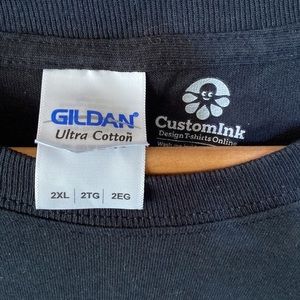 GILDAN®
Ultra Cotton
2XL | 2TG | 2EG
CustomInk
Design T-shirts Online